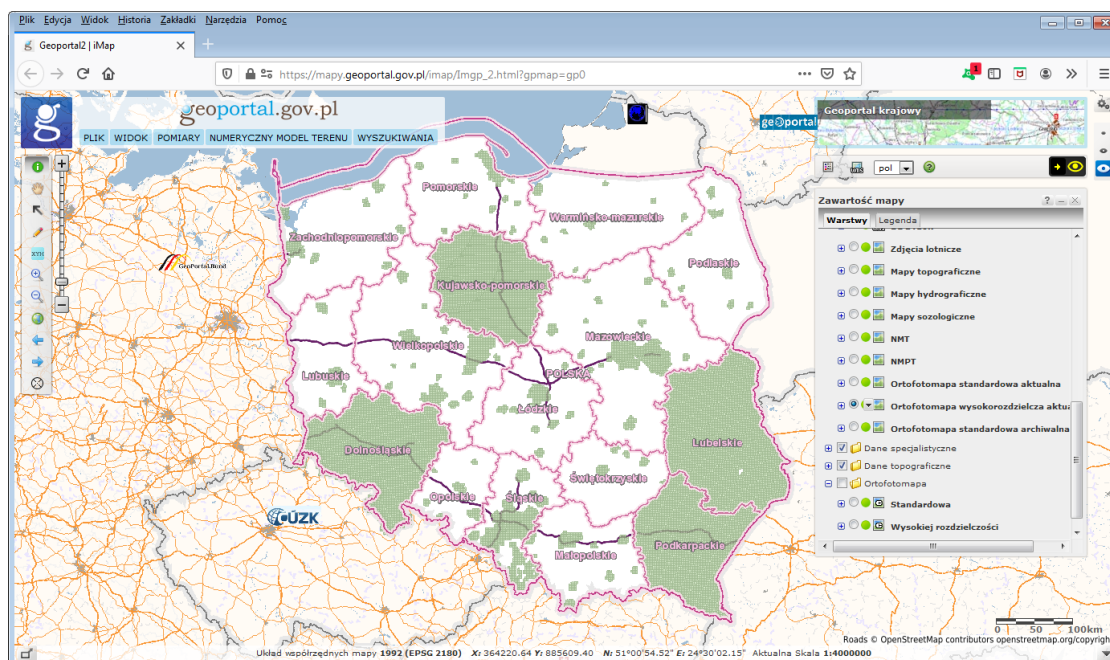 Plik Edycja Widok Historia Zakładki Narzędzia Pomoc
Geoportal2 | iMap
https://mapy.geoportal.gov.pl/imap/Imgp_2.html?gpmap=gp0
1
geoportal.gov.pl
PLIK WIDOK POMIARY NUMERYCZNY MODEL TERENU WYSZUKIWANIA
geoportal
Geoportal krajowy
pol
XYH
Zawartość mapy
Warstwy Legenda
Zdjęcia lotnicze
Mapy topograficzne
Mapy hydrograficzne
Mapy sozologiczne
NMT
NMPT
Ortofotomapa standardowa aktualna
Ortofotomapa wysokorozdzielcza aktua
Ortofotomapa standardowa archiwalna
Dane specjalistyczne
Dane topograficzne
Ortofotomapa
Standardowa
Wysokiej rozdzielczości
Pomorskie
Warmińsko-mazurskie
Zachodniopomorskie
Podlaskie
GeoPortal.Bund
Kujawsko-pomorskie
Mazowieckie
Wielkopolskie
Lubuskie
POLSKA
Łódzkie
Dolnośląskie
Lubelskie
Świętokrzyskie
Opolskie
Śląskie
ČÚZK
Małopolskie
Podkarpackie
0 50 100km
Roads © OpenStreetMap contributors openstreetmap.org/copyright
Układ współrzędnych mapy 1992 (EPSG 2180) X: 364220.64 Y: 885609.40 N: 51°00'54.52" E: 24°30'02.15" Aktualna Skala 1:4000000